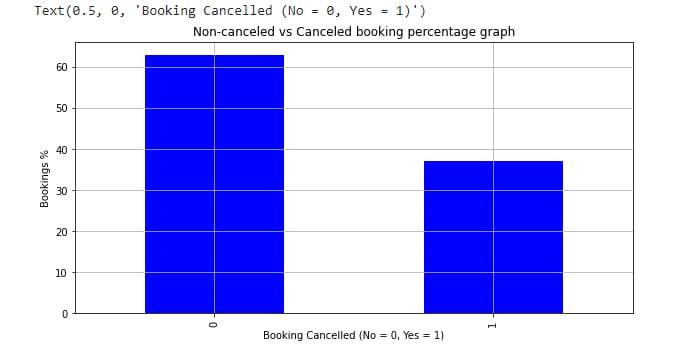 Text(0.5, 0, 'Booking Cancelled (No = 0, Yes = 1)')
Non-canceled vs Canceled booking percentage graph
60
50
40
30
20
10
0
Bookings %
0
1
Booking Cancelled (No = 0, Yes = 1)